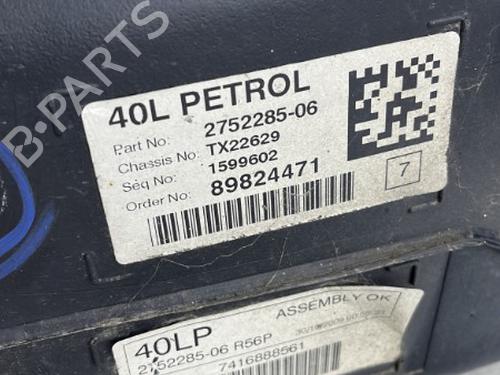 B-PARTS
40L PETROL
Part No: 2752285-06
Chassis No: TX22629
Seq No: 1599602
Order No: 89824471
7
ASSEMBLY OK
40LP
2752285-06 R56P
7416888561